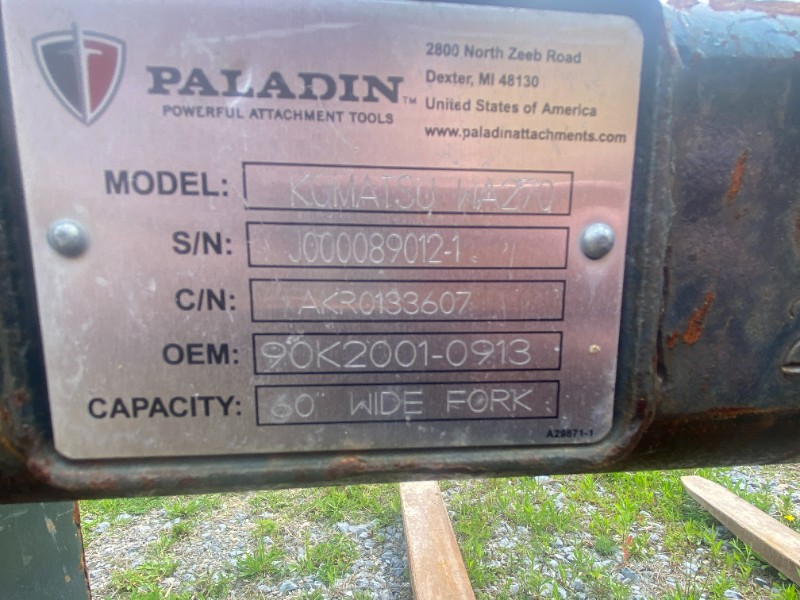 PALADIN™
POWERFUL ATTACHMENT TOOLS
2800 North Zeeb Road
Dexter, MI 48130
United States of America
www.paladinattachments.com
MODEL: KOMATSU WA270
S/N: J000089012-1
C/N: AKR0133607
OEM: 90K2001-0913
CAPACITY: 60" WIDE FORK
A29871-1